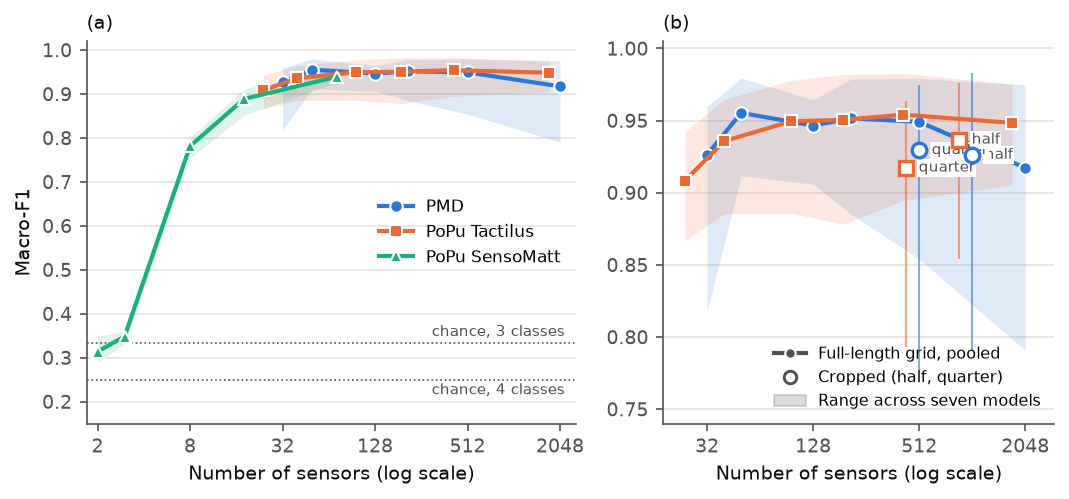 (a)
1.0
0.9
0.8
0.7
0.6
0.5
0.4
0.3
0.2
Macro-F1
PMD
PoPu Tactilus
PoPu SensoMatt
chance, 3 classes
chance, 4 classes
2
8
32
128
512
2048
Number of sensors (log scale)
(b)
1.00
0.95
0.90
0.85
0.80
0.75
half
half
quarter
Full-length grid, pooled
Cropped (half, quarter)
Range across seven models
32
128
512
2048
Number of sensors (log scale)